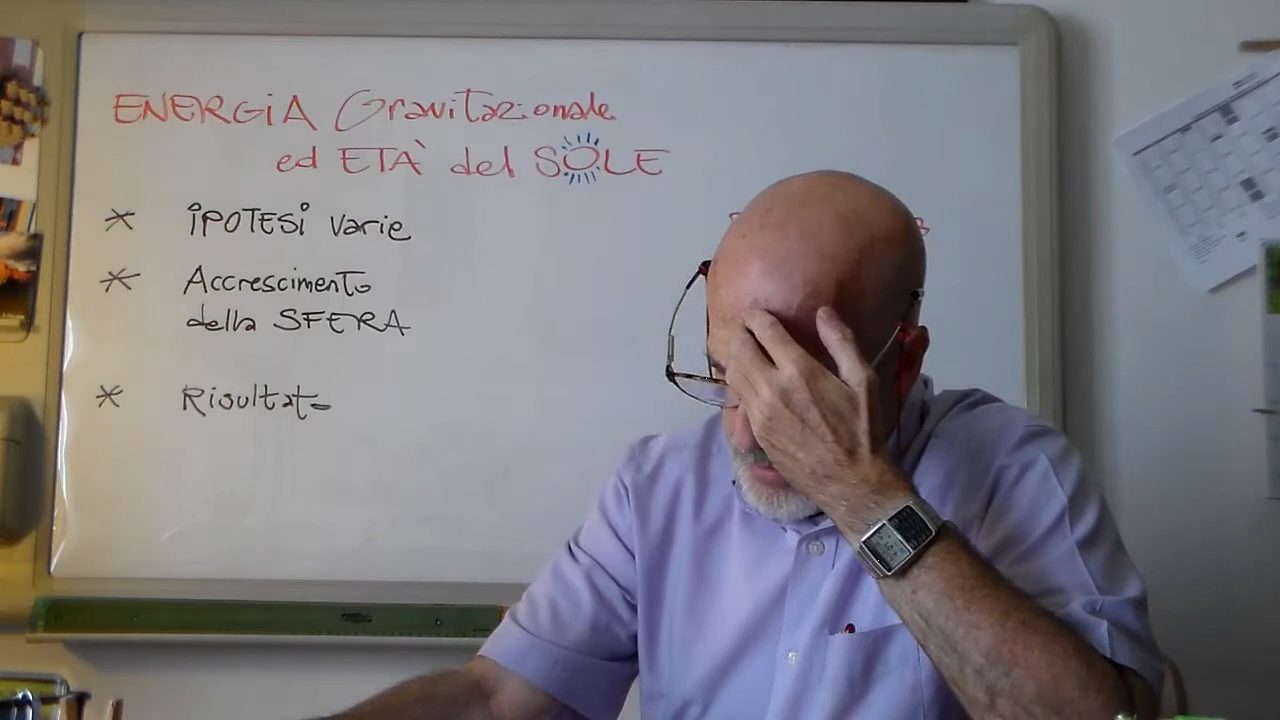 ENERGiA Gravitazionale
ed ETÀ del SOLE
* iPOTESi varie
* Accrescimento
della SFERA
* Risultato